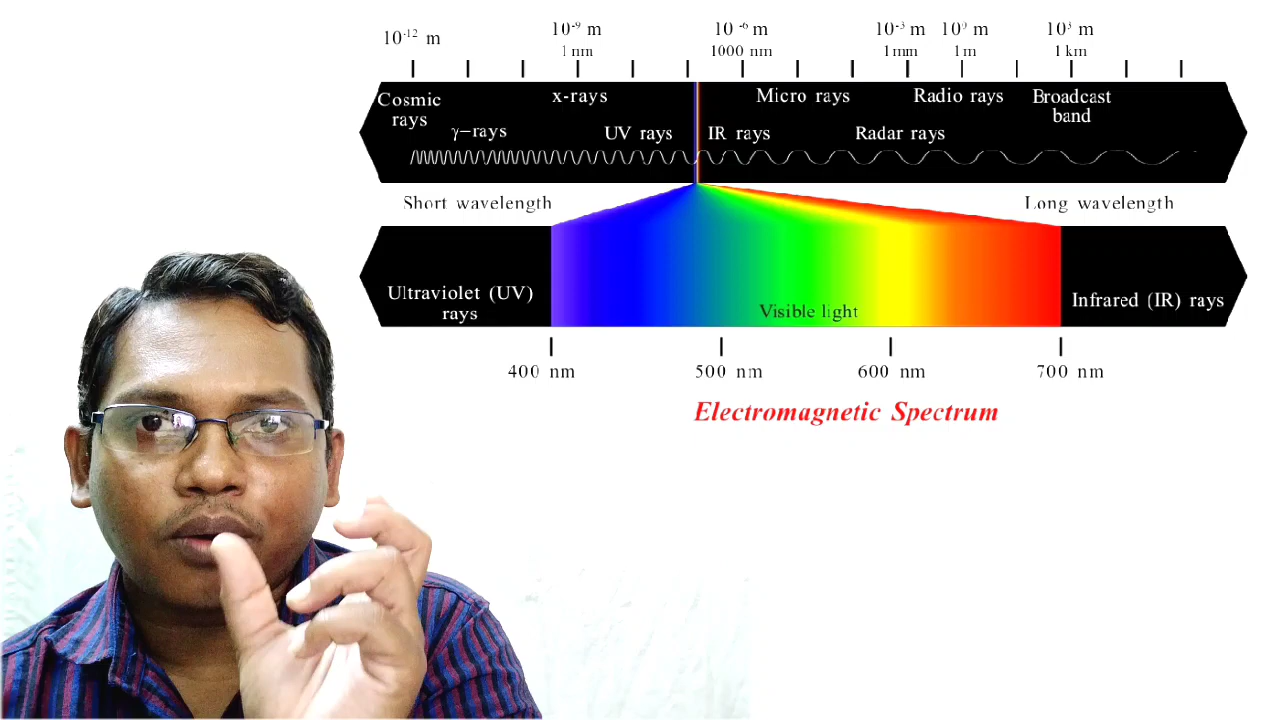 10⁻¹² m
10⁻⁹ m
1 nm
10⁻⁶ m
1000 nm
10⁻³ m
1 mm
10⁰ m
1 m
10³ m
1 km
Cosmic
rays
γ–rays
x-rays
UV rays
IR rays
Micro rays
Radar rays
Radio rays
Broadcast
band
Short wavelength
Long wavelength
Ultraviolet (UV)
rays
Visible light
Infrared (IR) rays
400 nm
500 nm
600 nm
700 nm
Electromagnetic Spectrum